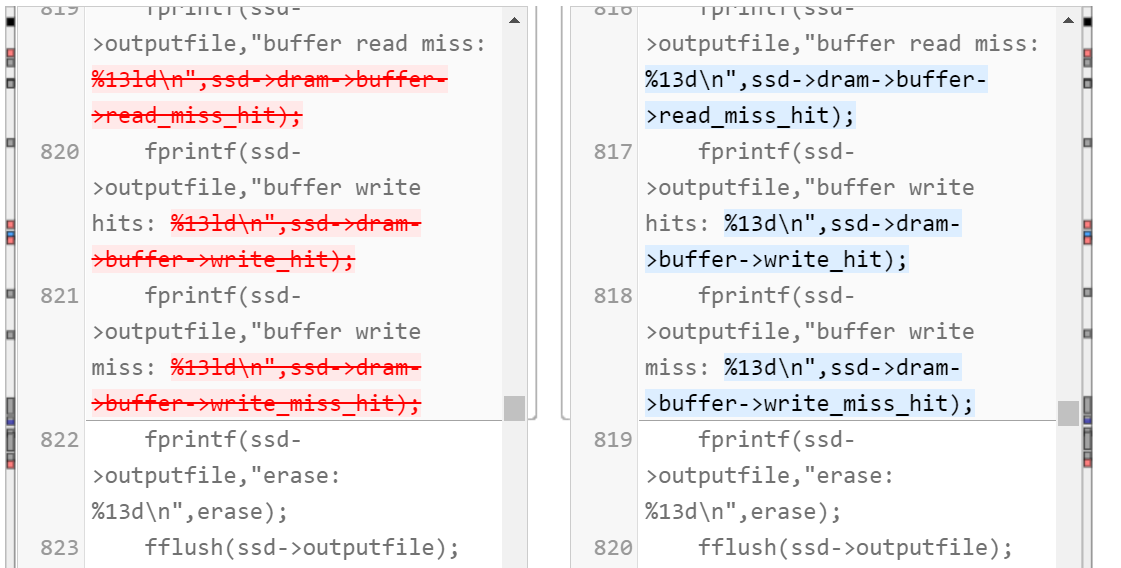 819 fprintf(ssd-
>outputfile,"buffer read miss:
%13ld\n",ssd->dram->buffer-
>read_miss_hit);
820 fprintf(ssd-
>outputfile,"buffer write
hits: %13ld\n",ssd->dram-
>buffer->write_hit);
821 fprintf(ssd-
>outputfile,"buffer write
miss: %13ld\n",ssd->dram-
>buffer->write_miss_hit);
822 fprintf(ssd-
>outputfile,"erase:
%13d\n",erase);
823 fflush(ssd->outputfile);
816 fprintf(ssd-
>outputfile,"buffer read miss:
%13d\n",ssd->dram->buffer-
>read_miss_hit);
817 fprintf(ssd-
>outputfile,"buffer write
hits: %13d\n",ssd->dram-
>buffer->write_hit);
818 fprintf(ssd-
>outputfile,"buffer write
miss: %13d\n",ssd->dram-
>buffer->write_miss_hit);
819 fprintf(ssd-
>outputfile,"erase:
%13d\n",erase);
820 fflush(ssd->outputfile);